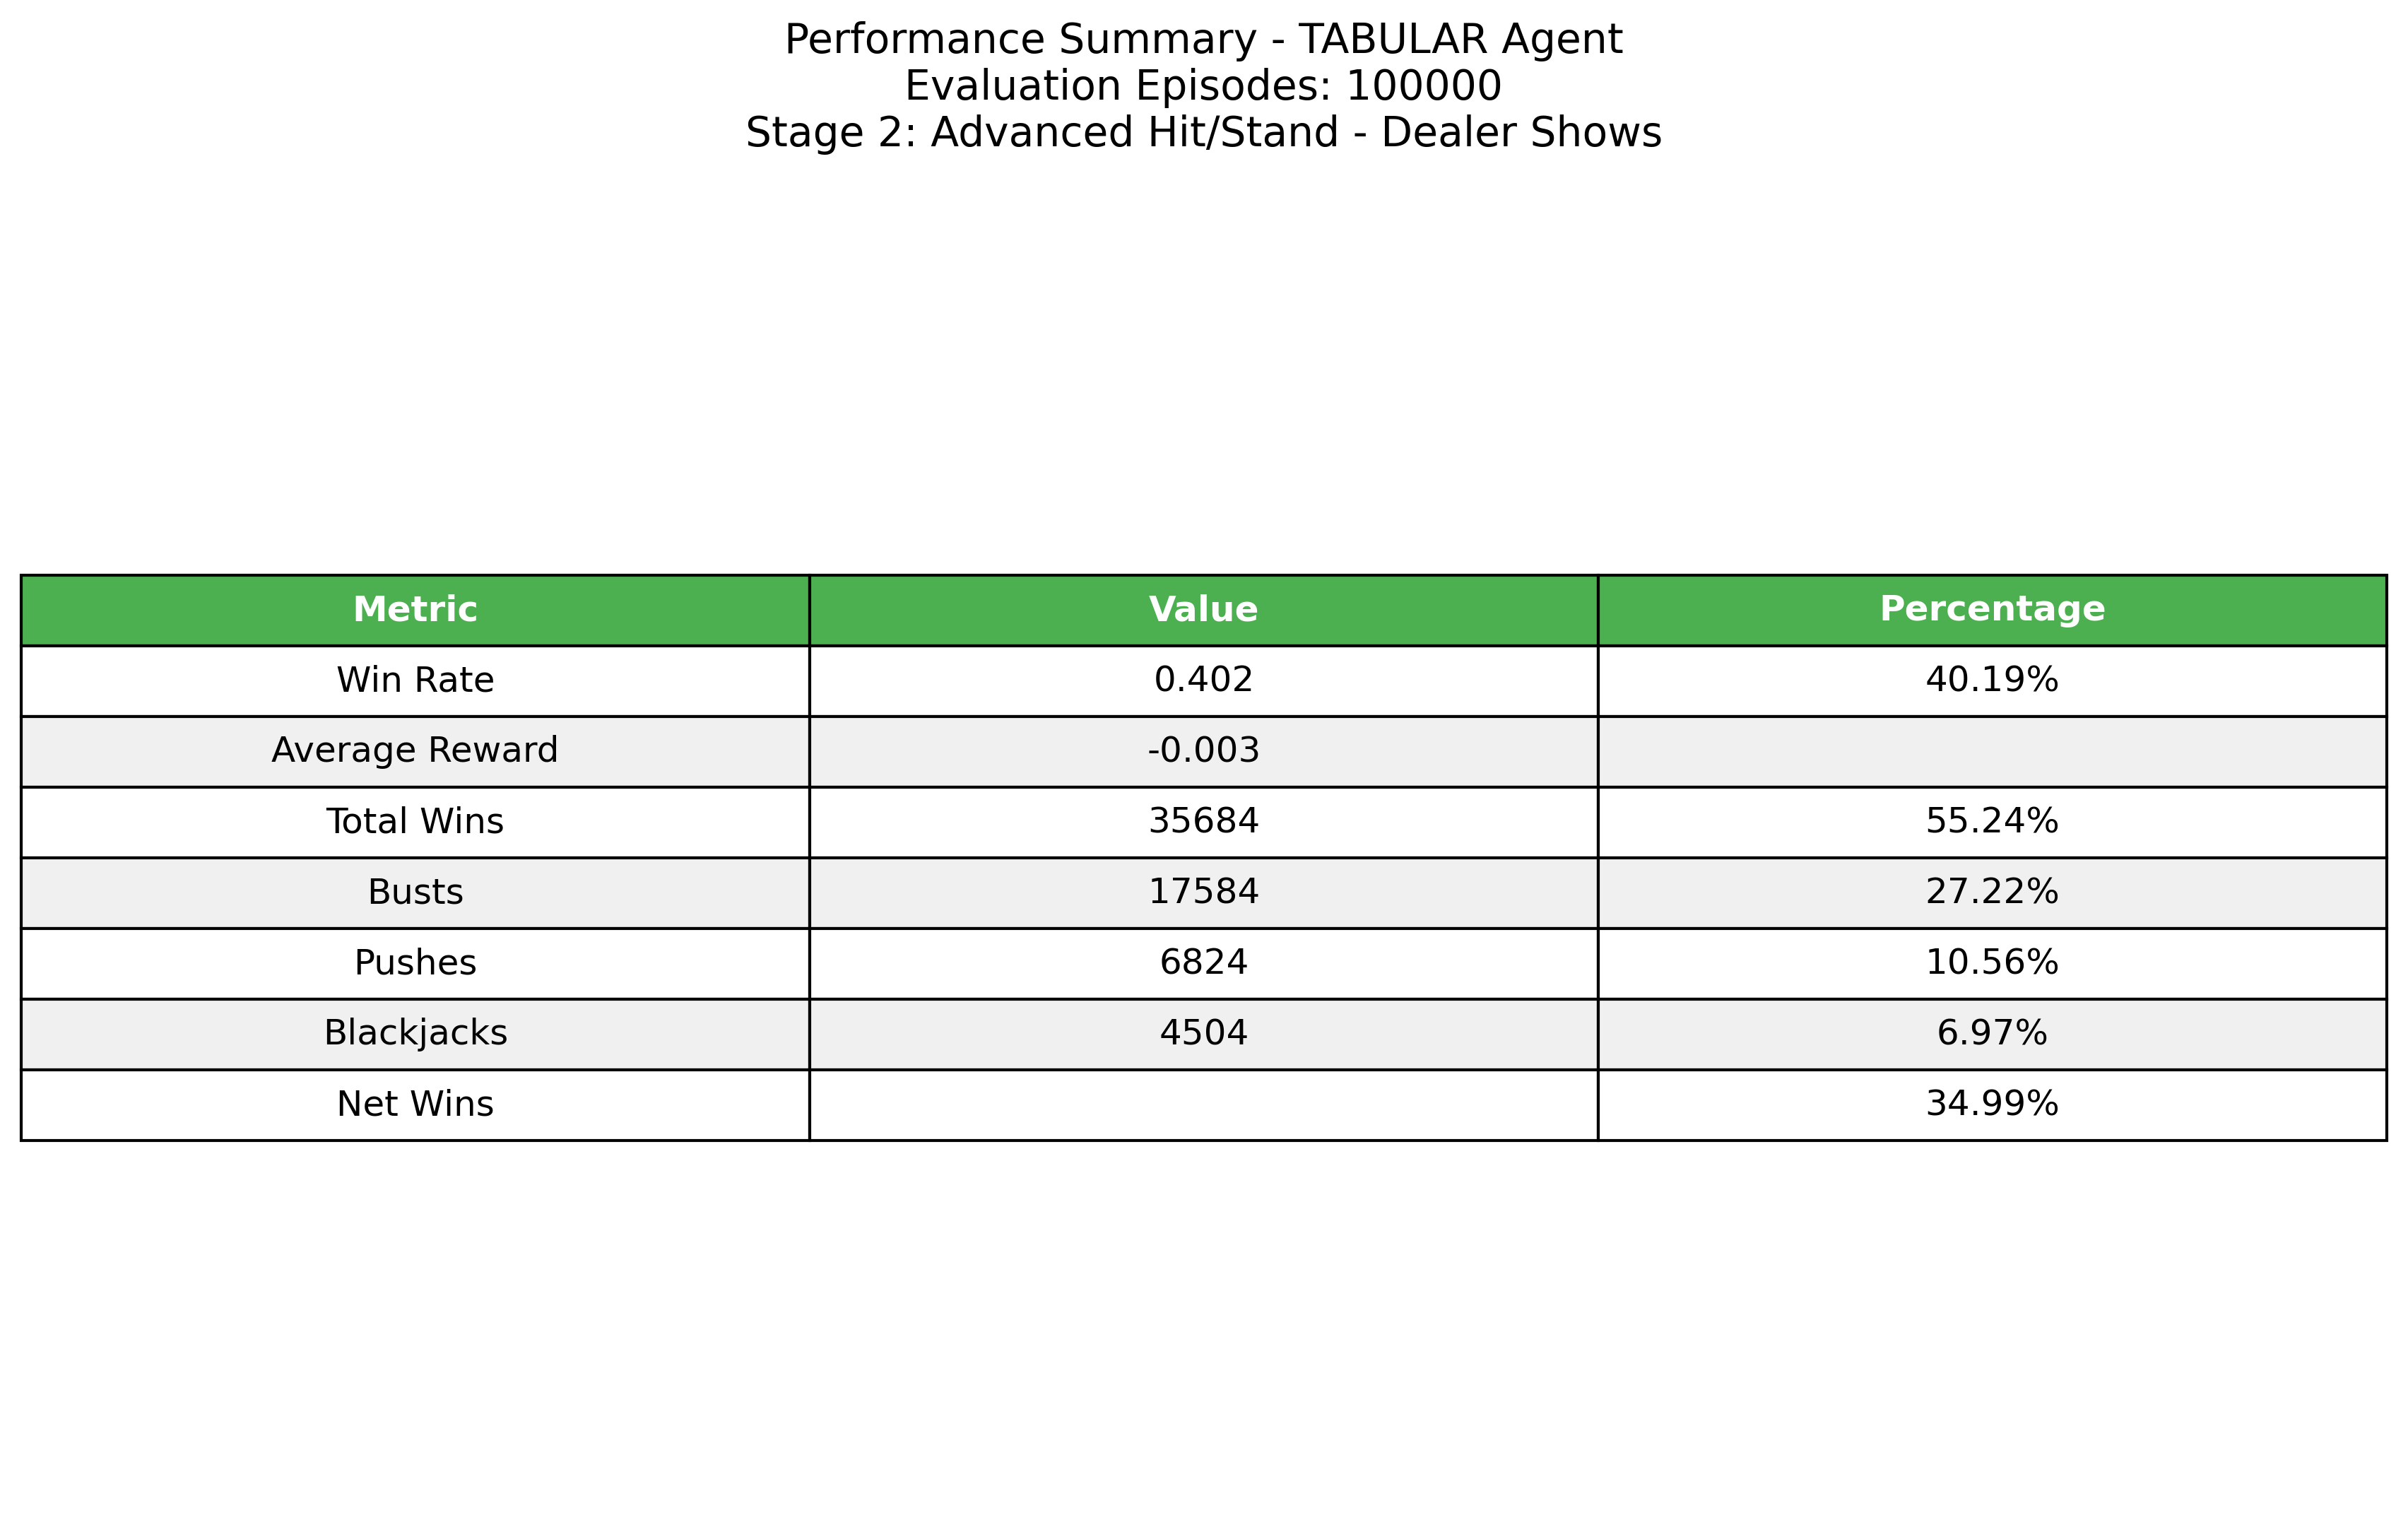 Performance Summary - TABULAR Agent
Evaluation Episodes: 100000
Stage 2: Advanced Hit/Stand - Dealer Shows
Metric Value Percentage
Win Rate 0.402 40.19%
Average Reward -0.003
Total Wins 35684 55.24%
Busts 17584 27.22%
Pushes 6824 10.56%
Blackjacks 4504 6.97%
Net Wins 34.99%